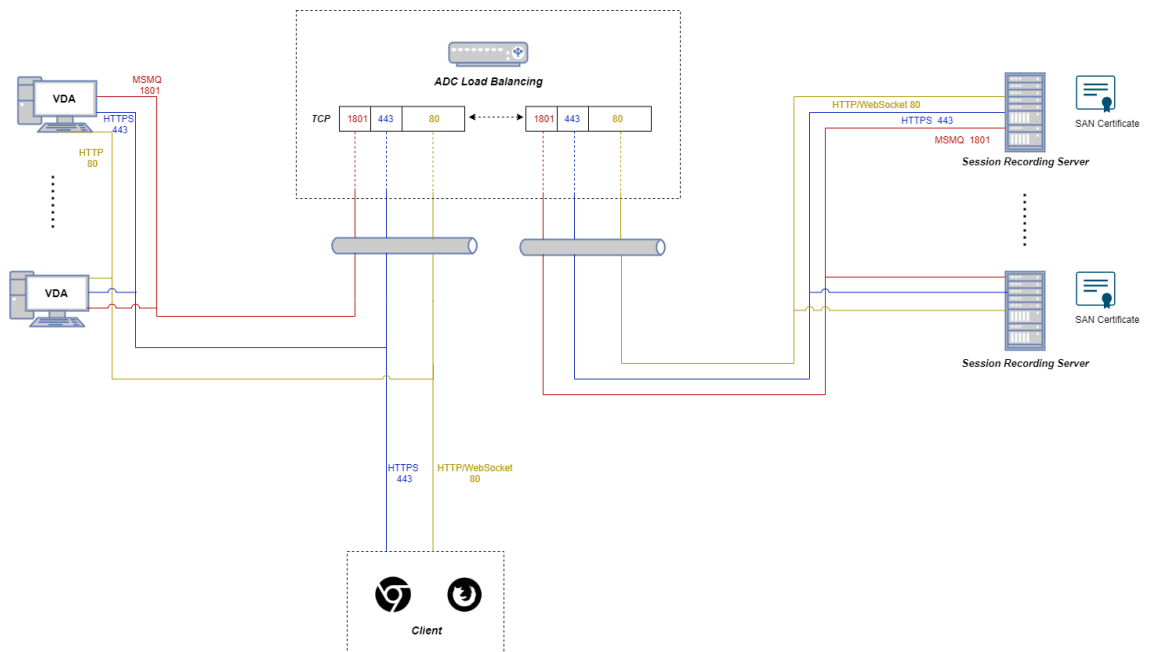 ADC Load Balancing
TCP
1801 443 80
1801 443 80
VDA
MSMQ
1801
HTTPS
443
HTTP
80
VDA
HTTP/WebSocket 80
HTTPS 443
MSMQ 1801
SAN Certificate
Session Recording Server
SAN Certificate
Session Recording Server
HTTPS
443
HTTP/WebSocket
80
Client